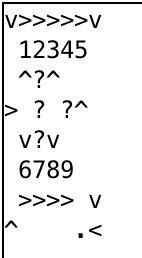 v>>>>>v
 12345
 ^?^
> ? ?^
 v?v
 6789
 >>>> v
^    .<